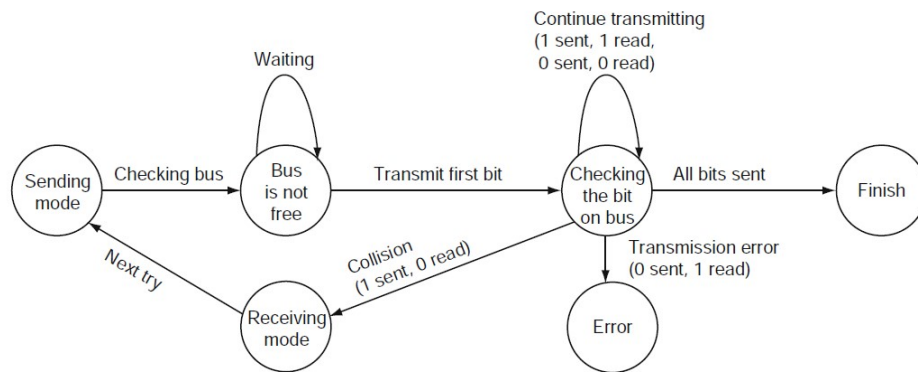 Continue transmitting
(1 sent, 1 read,
0 sent, 0 read)
Waiting
Sending
mode
Checking bus
Bus
is not
free
Transmit first bit
Checking
the bit
on bus
All bits sent
Finish
Next try
Collision
(1 sent, 0 read)
Transmission error
(0 sent, 1 read)
Receiving
mode
Error